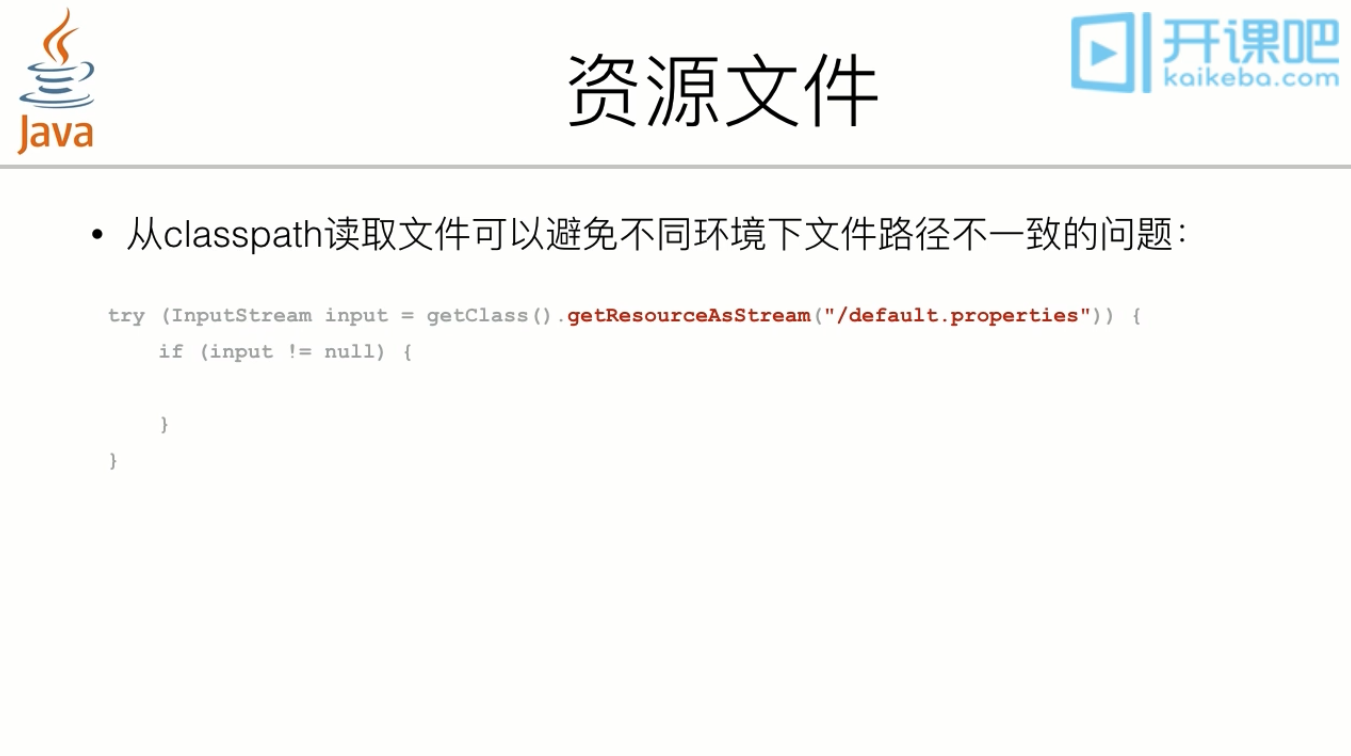 Java
资源文件
开课吧
kaikeba.com
• 从classpath读取文件可以避免不同环境下文件路径不一致的问题：
try (InputStream input = getClass().getResourceAsStream("/default.properties")) {
    if (input != null) {
    }
}